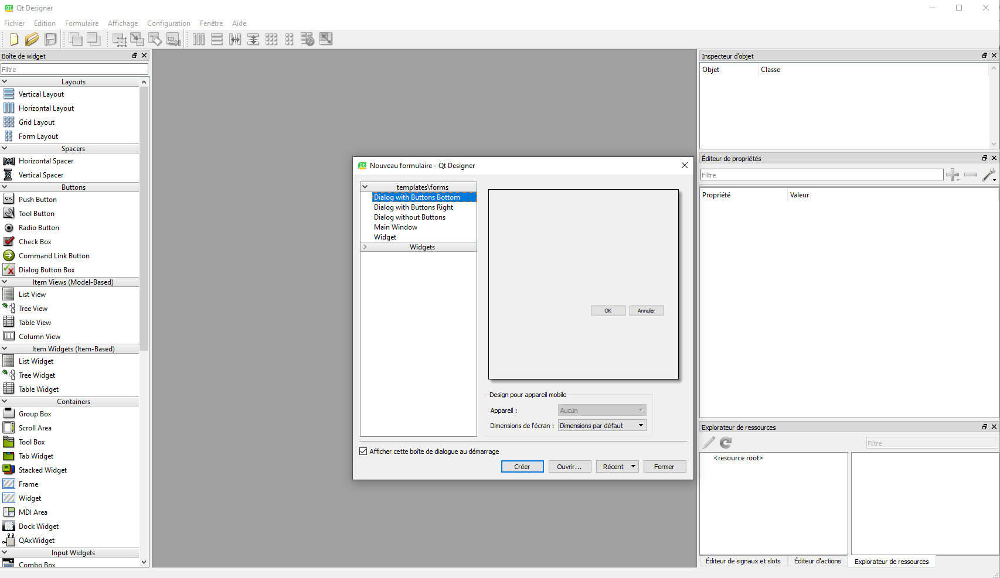 Qt Designer
Fichier Édition Formulaire Affichage Configuration Fenêtre Aide
123
Boîte de widget
Filtre
Layouts
Vertical Layout
Horizontal Layout
Grid Layout
Form Layout
Spacers
Horizontal Spacer
Vertical Spacer
Buttons
OK Push Button
Tool Button
Radio Button
Check Box
Command Link Button
Dialog Button Box
Item Views (Model-Based)
List View
Tree View
Table View
Column View
Item Widgets (Item-Based)
List Widget
Tree Widget
Table Widget
Containers
Group Box
Scroll Area
Tool Box
Tab Widget
Stacked Widget
Frame
Widget
MDI Area
Dock Widget
QAxWidget
Input Widgets
Combo Box
Qt Nouveau formulaire - Qt Designer
templates\forms
Dialog with Buttons Bottom
Dialog with Buttons Right
Dialog without Buttons
Main Window
Widget
Widgets
OK Annuler
Design pour appareil mobile
Appareil : Aucun
Dimensions de l'écran : Dimensions par défaut
Afficher cette boîte de dialogue au démarrage
Créer Ouvrir... Récent Fermer
Inspecteur d'objet
Objet Classe
Éditeur de propriétés
Filtre
Propriété Valeur
Explorateur de ressources
Filtre
<resource root>
Éditeur de signaux et slots Éditeur d'actions Explorateur de ressources